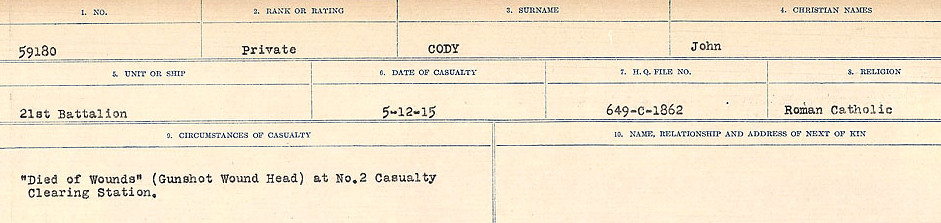 1. NO. 2. RANK OR RATING 3. SURNAME 4. CHRISTIAN NAMES
59180 Private CODY John
5. UNIT OR SHIP 6. DATE OF CASUALTY 7. H.Q. FILE NO. 8. RELIGION
21st Battalion 5-12-15 649-C-1862 Roman Catholic
9. CIRCUMSTANCES OF CASUALTY 10. NAME, RELATIONSHIP AND ADDRESS OF NEXT OF KIN
"Died of Wounds" (Gunshot Wound Head) at No.2 Casualty
Clearing Station.